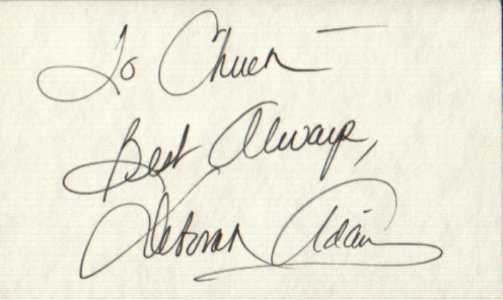 To Chuck —
Best Always,
Deborah Adair